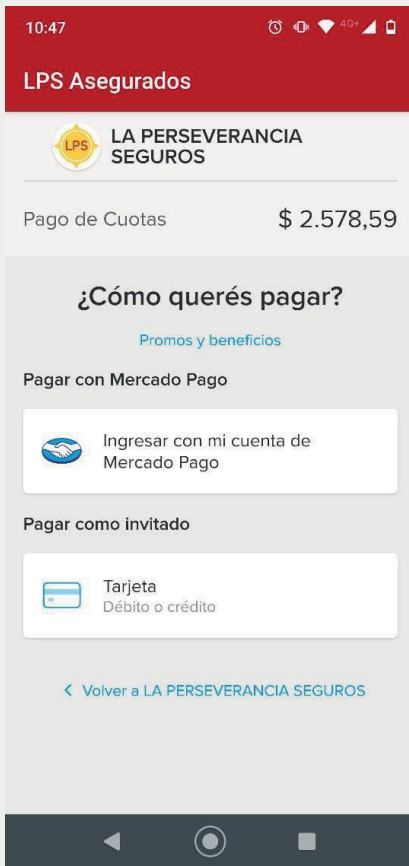 10:47
4G+
LPS Asegurados
LPS
LA PERSEVERANCIA
SEGUROS
Pago de Cuotas
$ 2.578,59
¿Cómo querés pagar?
Promos y beneficios
Pagar con Mercado Pago
Ingresar con mi cuenta de
Mercado Pago
Pagar como invitado
Tarjeta
Débito o crédito
Volver a LA PERSEVERANCIA SEGUROS